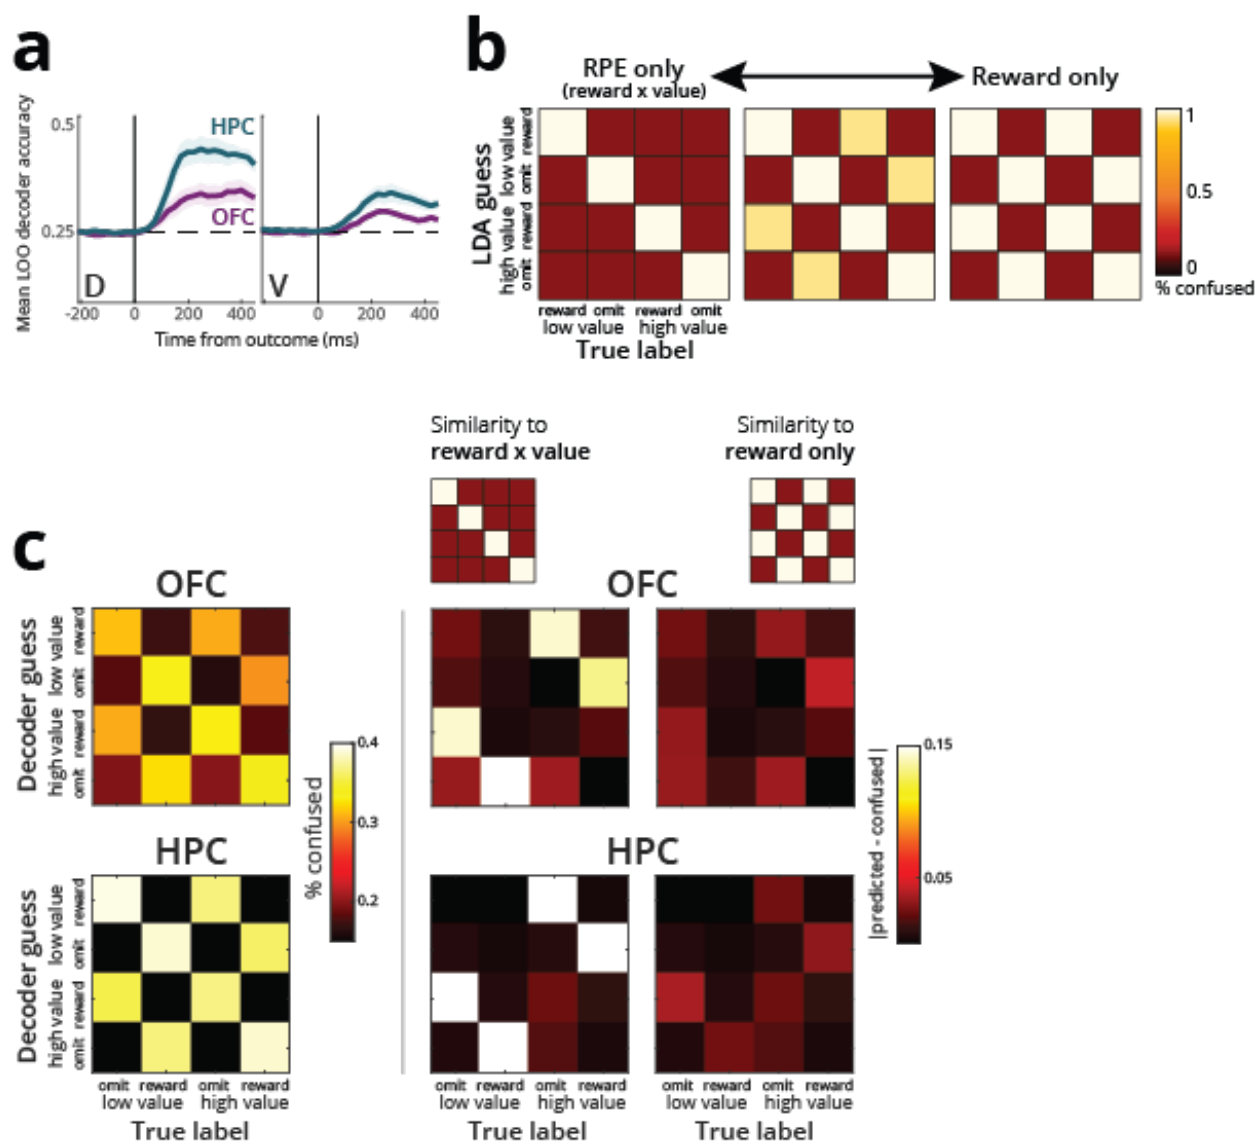 a
Mean LOO decoder accuracy
0.5
0.25
HPC
OFC
D
V
-200 0 200 400 0 200 400
Time from outcome (ms)
b
RPE only
(reward x value)
Reward only
LDA guess
low value
high value
reward
omit
reward
omit
reward omit reward omit
low value high value
True label
1
0.5
0
% confused
Similarity to
reward x value
Similarity to
reward only
c
OFC
OFC
Decoder guess
low value
high value
reward
omit
reward
omit
0.4
0.3
0.2
% confused
0.15
0.05
|predicted - confused|
HPC
HPC
Decoder guess
low value
high value
reward
omit
reward
omit
omit reward omit reward
low value high value
True label
omit reward omit reward
low value high value
True label
omit reward omit reward
low value high value
True label